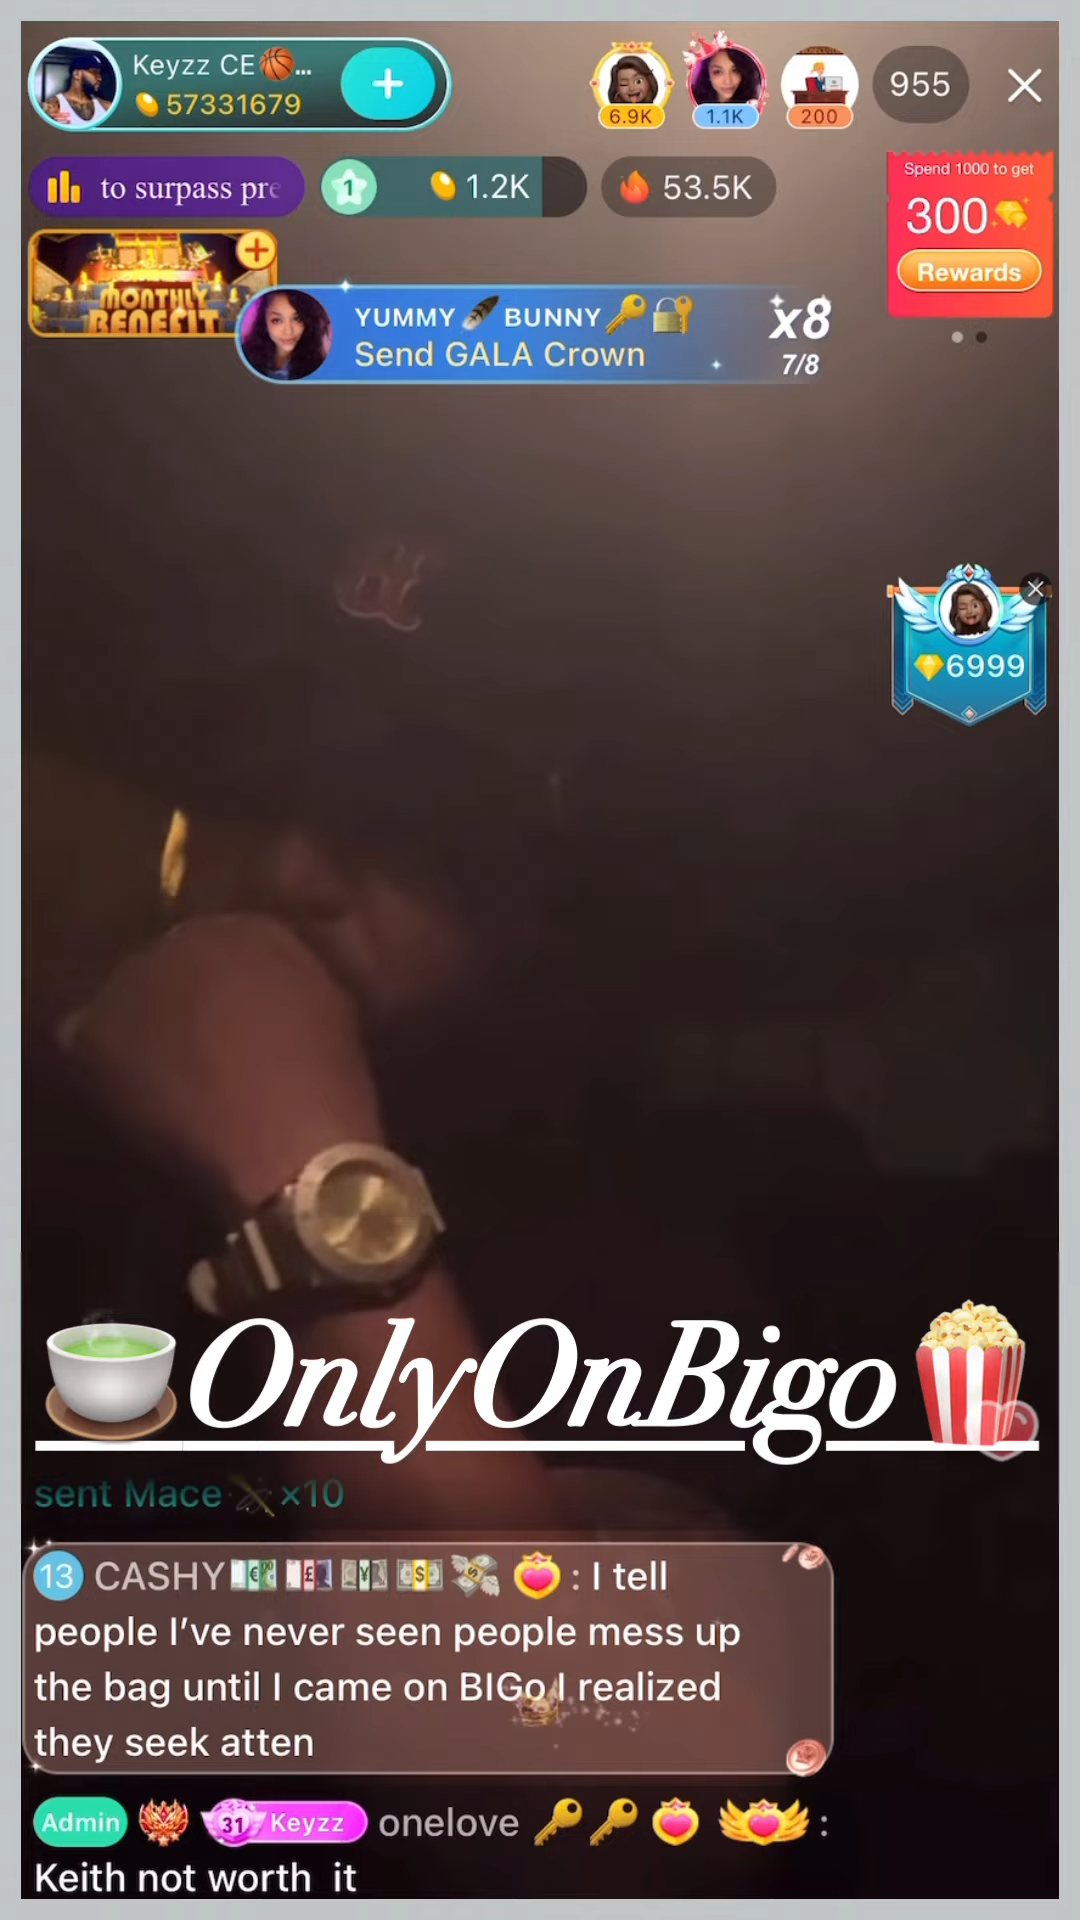 Keyzz CE🏀...
57331679
6.9K
1.1K
200
955
to surpass pre
1
1.2K
53.5K
Spend 1000 to get
300
Rewards
MONTHLY
BENEFIT
YUMMY🪶BUNNY🔑🔐
Send GALA Crown
x8
7/8
6999
🍵OnlyOnBigo🍿
sent Mace ×10
13 CASHY💶💷💴💵💸 : I tell
people I’ve never seen people mess up
the bag until I came on BIGo I realized
they seek atten
Admin 31 Keyzz onelove 🔑🔑 :
Keith not worth it